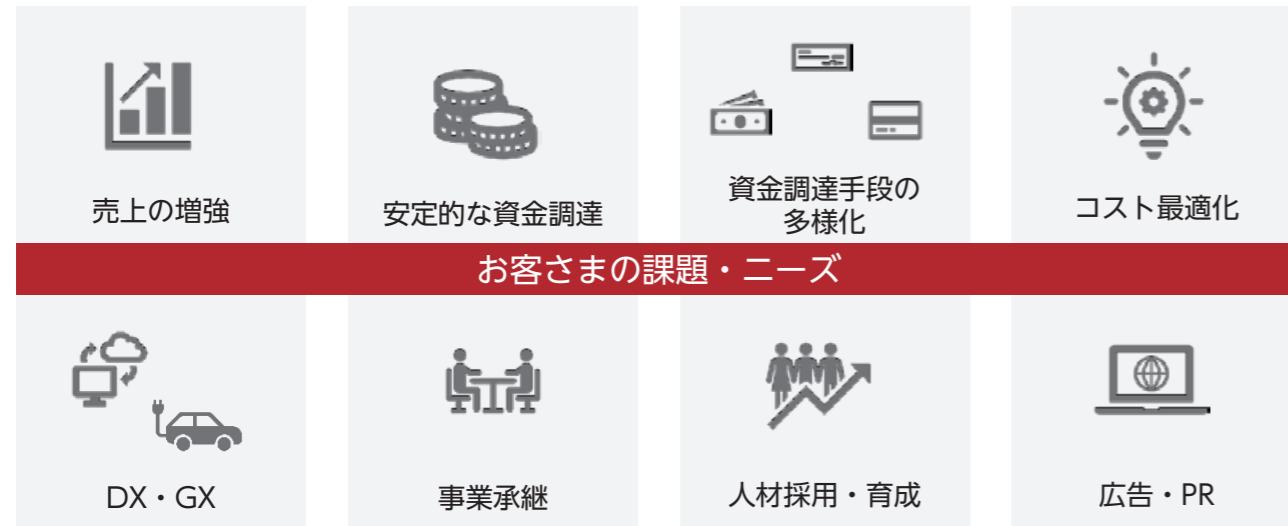 売上の増強
安定的な資金調達
資金調達手段の
多様化
コスト最適化
お客さまの課題・ニーズ
DX・GX
事業承継
人材採用・育成
広告・PR